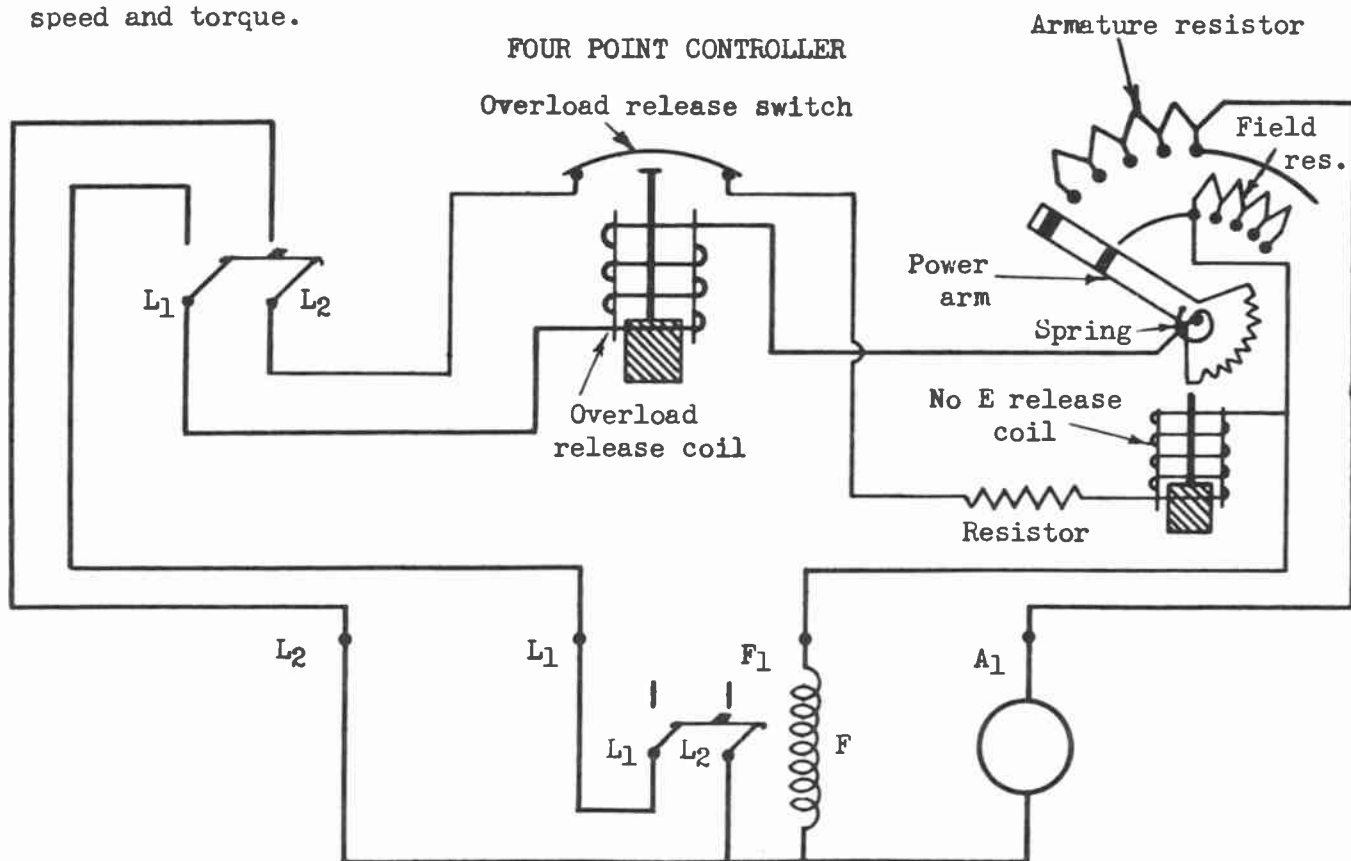 speed and torque.
FOUR POINT CONTROLLER
Armature resistor
Overload release switch
Field
res.
L1
L2
Power
arm
Spring
No E release
coil
Overload
release coil
Resistor
L2
L1
F1
A1
L1
L2
F